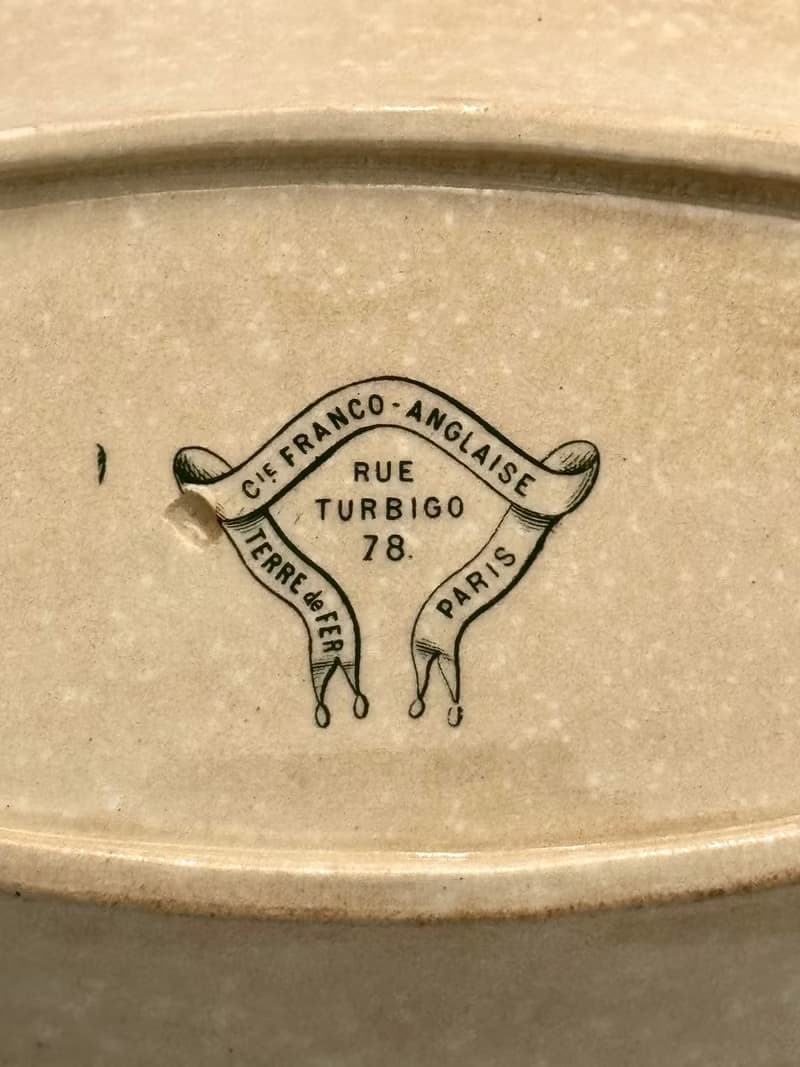 CIE FRANCO-ANGLAISE
RUE
TURBIGO
78.
TERRE de FER
PARIS